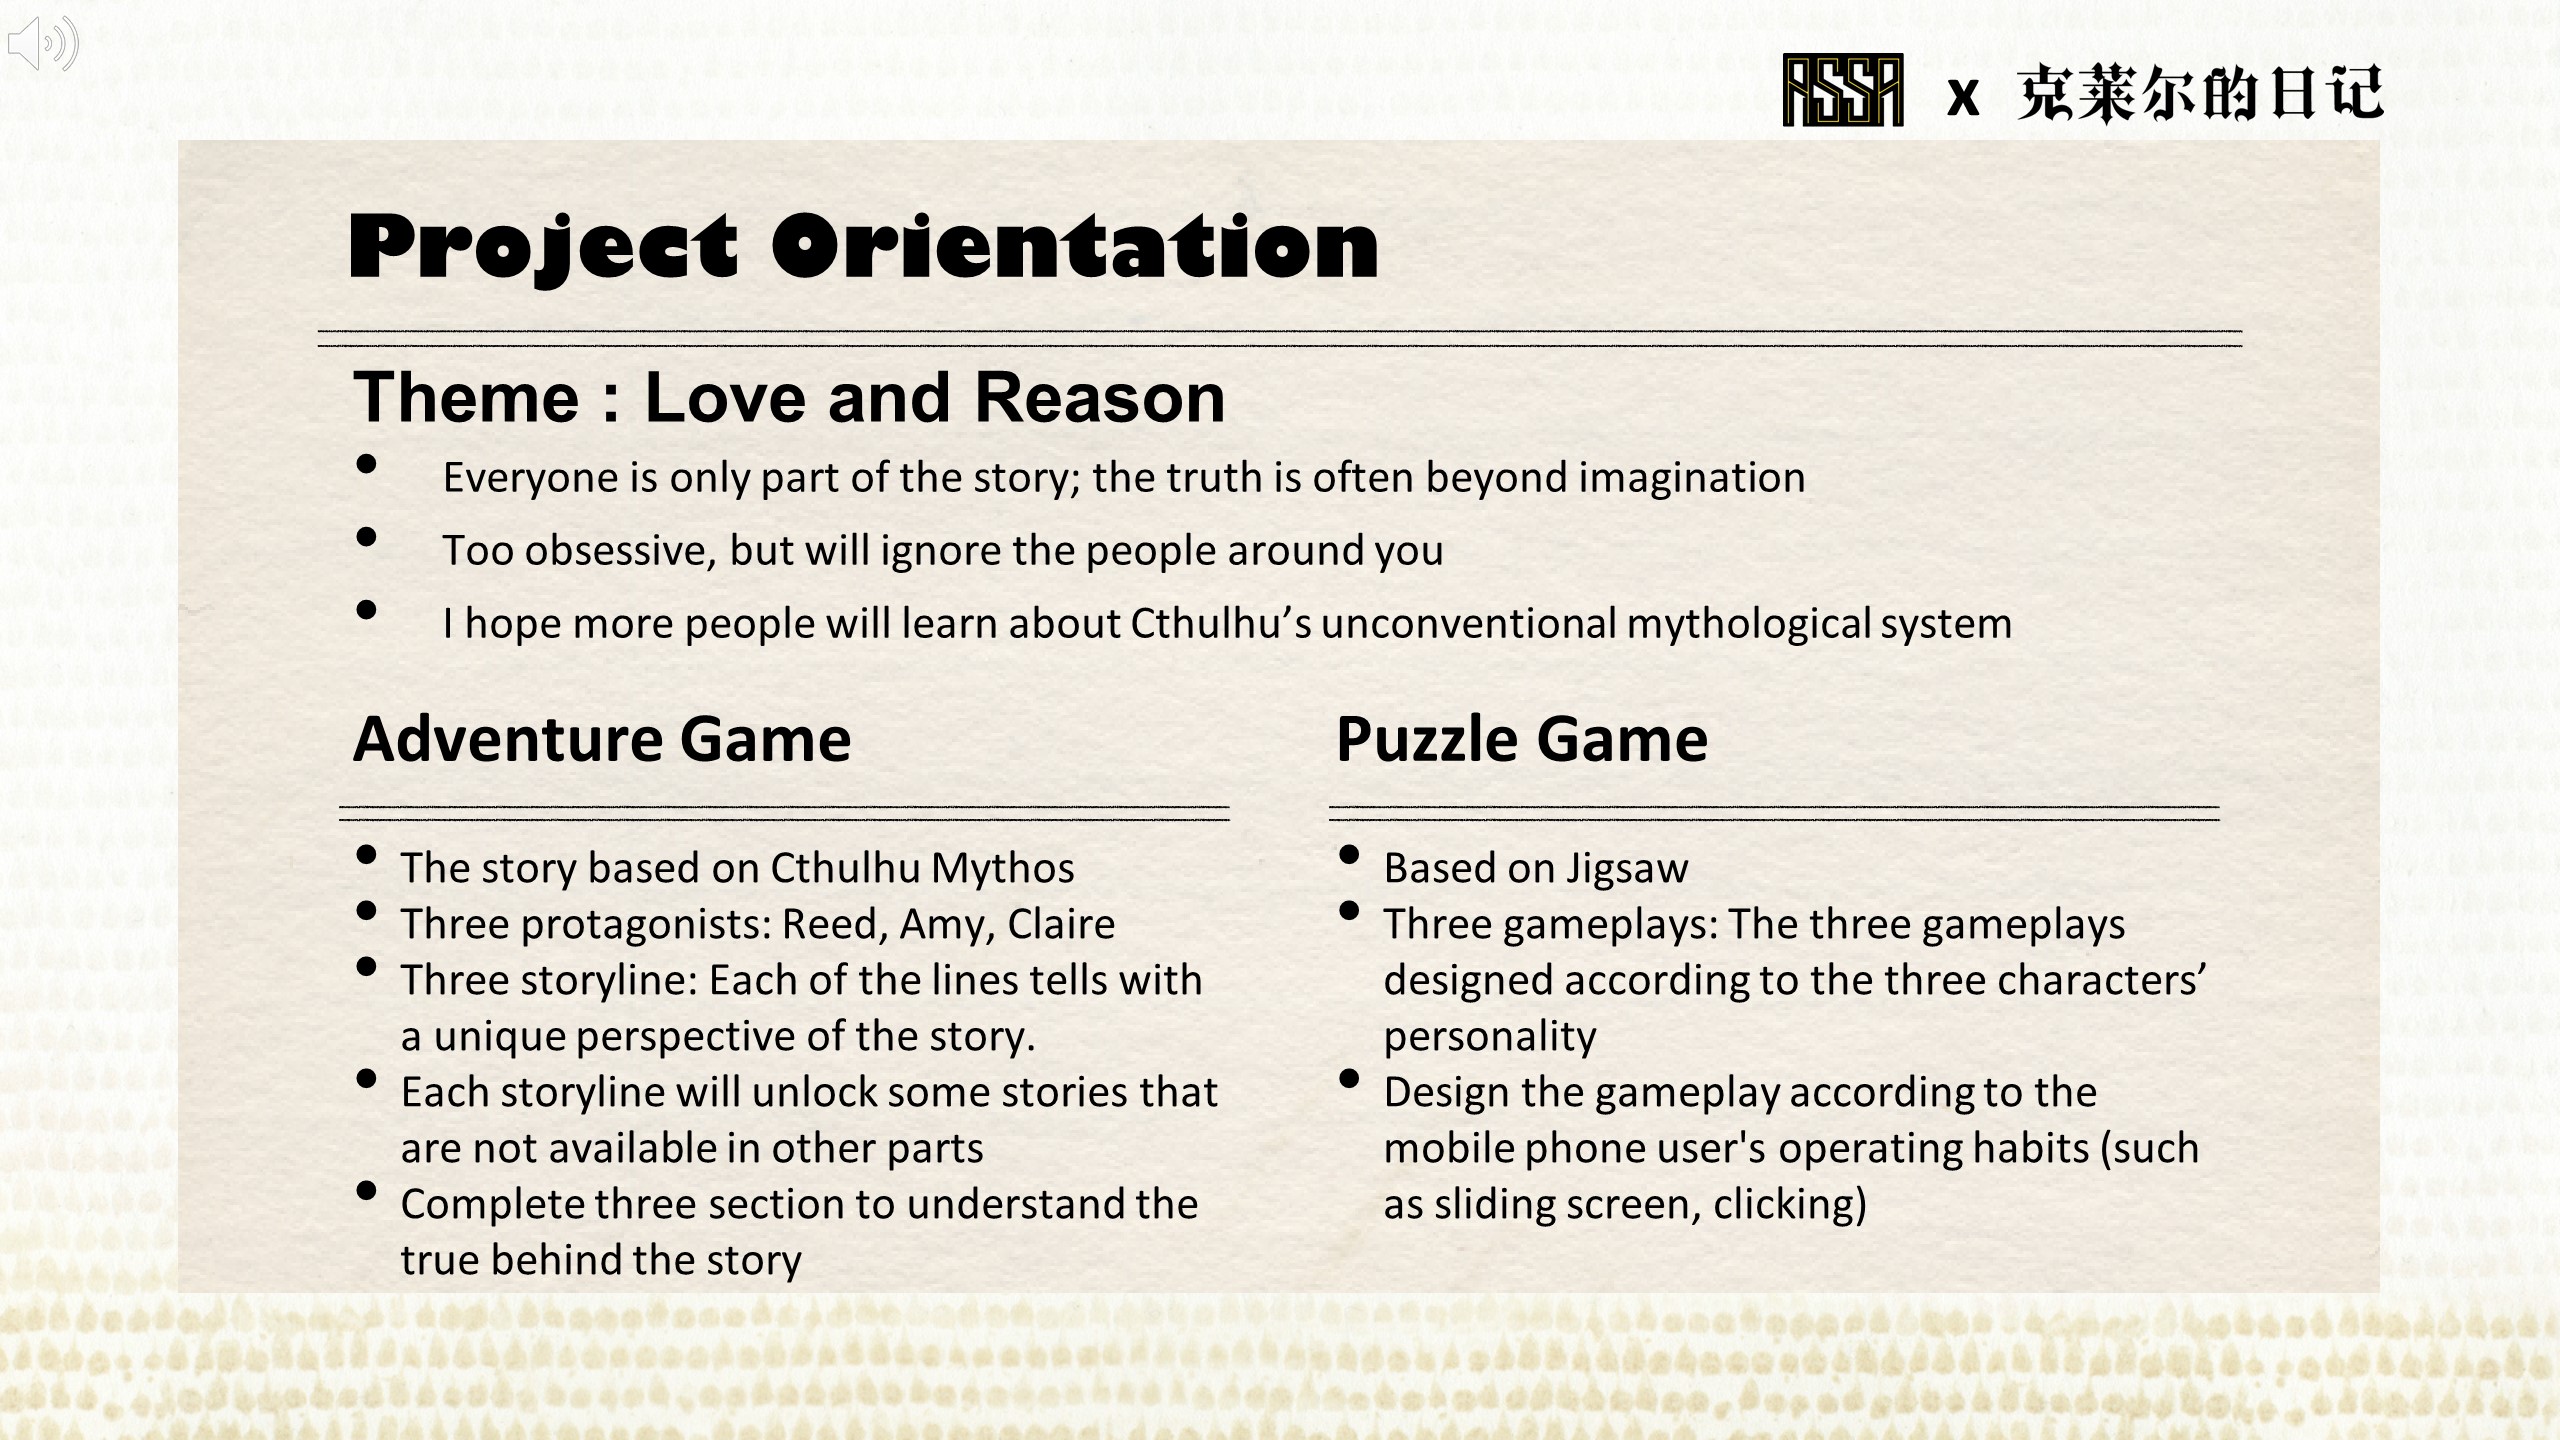 ASSA x 克莱尔的日记
Project Orientation
Theme : Love and Reason
• Everyone is only part of the story; the truth is often beyond imagination
• Too obsessive, but will ignore the people around you
• I hope more people will learn about Cthulhu’s unconventional mythological system
Adventure Game
• The story based on Cthulhu Mythos
• Three protagonists: Reed, Amy, Claire
• Three storyline: Each of the lines tells with
a unique perspective of the story.
• Each storyline will unlock some stories that
are not available in other parts
• Complete three section to understand the
true behind the story
Puzzle Game
• Based on Jigsaw
• Three gameplays: The three gameplays
designed according to the three characters’
personality
• Design the gameplay according to the
mobile phone user's operating habits (such
as sliding screen, clicking)